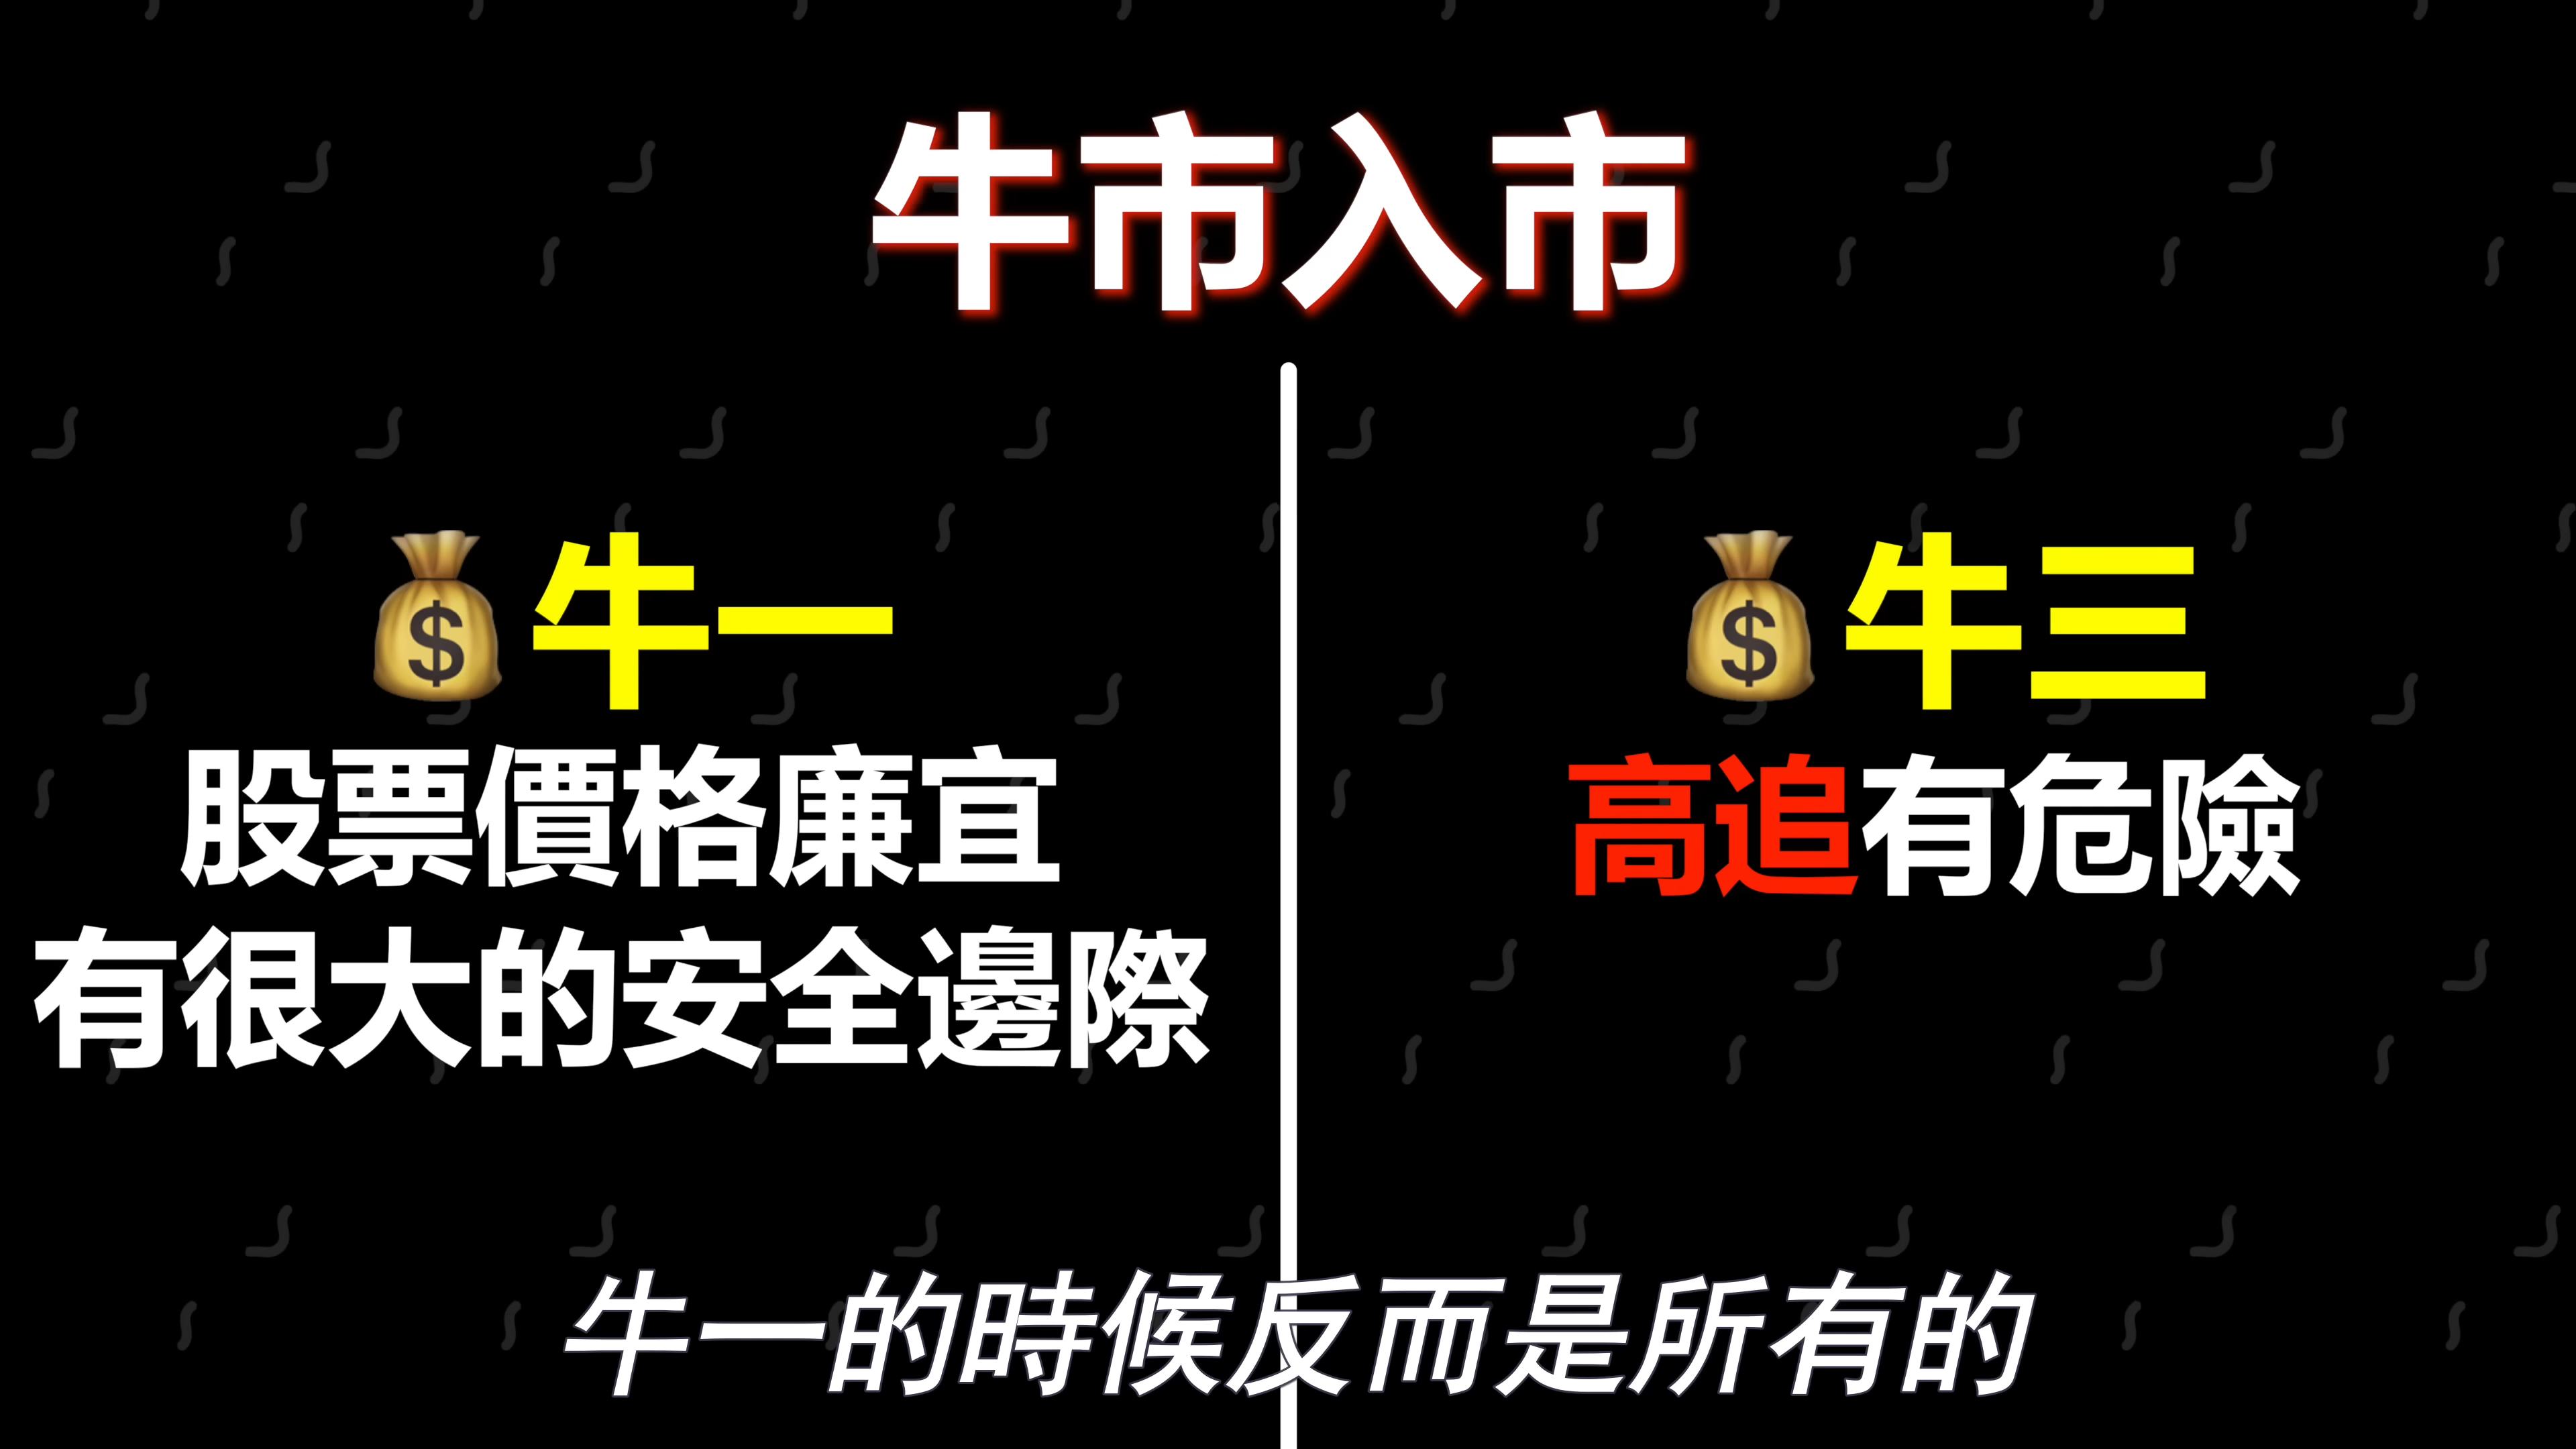 牛市入市
💰牛一
股票價格廉宜
有很大的安全邊際
💰牛三
高追有危險
牛一的時候反而是所有的